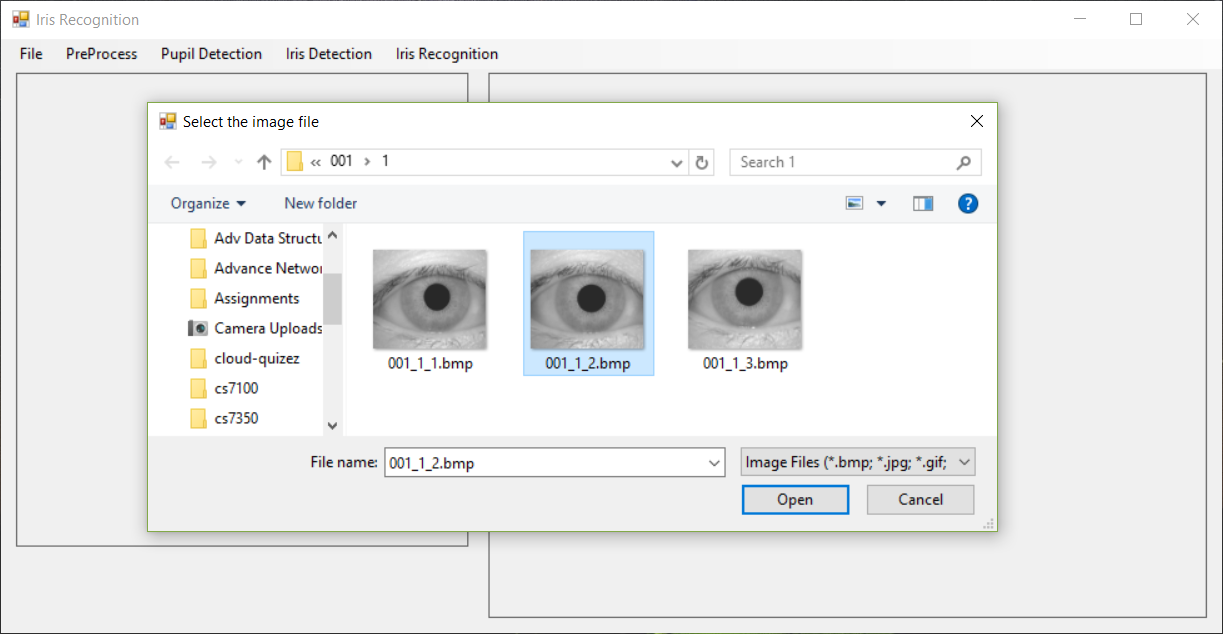 Iris Recognition
File PreProcess Pupil Detection Iris Detection Iris Recognition
Select the image file
« 001 › 1
Search 1
Organize New folder
Adv Data Structu
Advance Networ
Assignments
Camera Uploads
cloud-quizez
cs7100
cs7350
001_1_1.bmp 001_1_2.bmp 001_1_3.bmp
File name: 001_1_2.bmp Image Files (*.bmp; *.jpg; *.gif;
Open Cancel